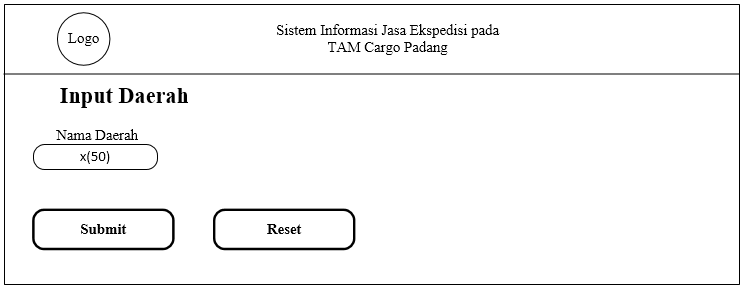 Logo
Sistem Informasi Jasa Ekspedisi pada
TAM Cargo Padang
Input Daerah
Nama Daerah
x(50)
Submit
Reset